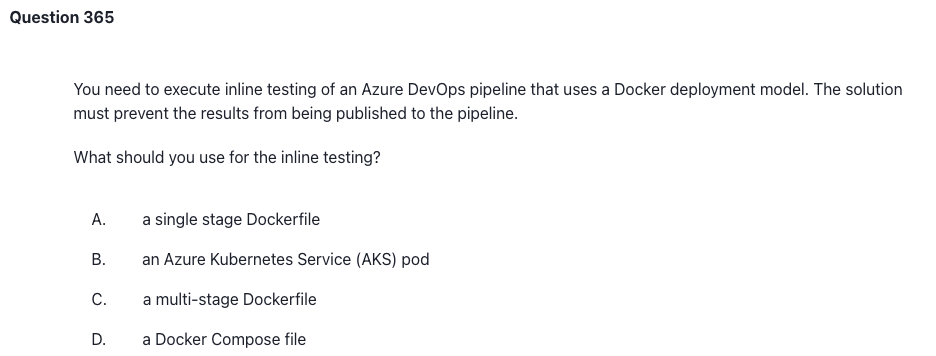 Question 365
You need to execute inline testing of an Azure DevOps pipeline that uses a Docker deployment model. The solution
must prevent the results from being published to the pipeline.
What should you use for the inline testing?
A. a single stage Dockerfile
B. an Azure Kubernetes Service (AKS) pod
C. a multi-stage Dockerfile
D. a Docker Compose file